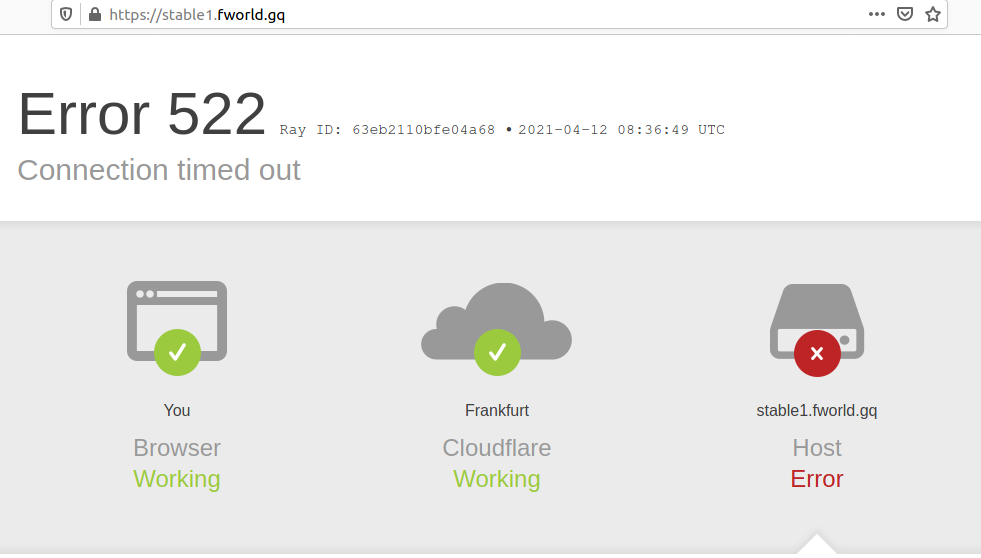 https://stable1.fworld.gq
Error 522 Ray ID: 63eb2110bfe04a68 • 2021-04-12 08:36:49 UTC
Connection timed out
You
Frankfurt
stable1.fworld.gq
Browser
Cloudflare
Host
Working
Working
Error